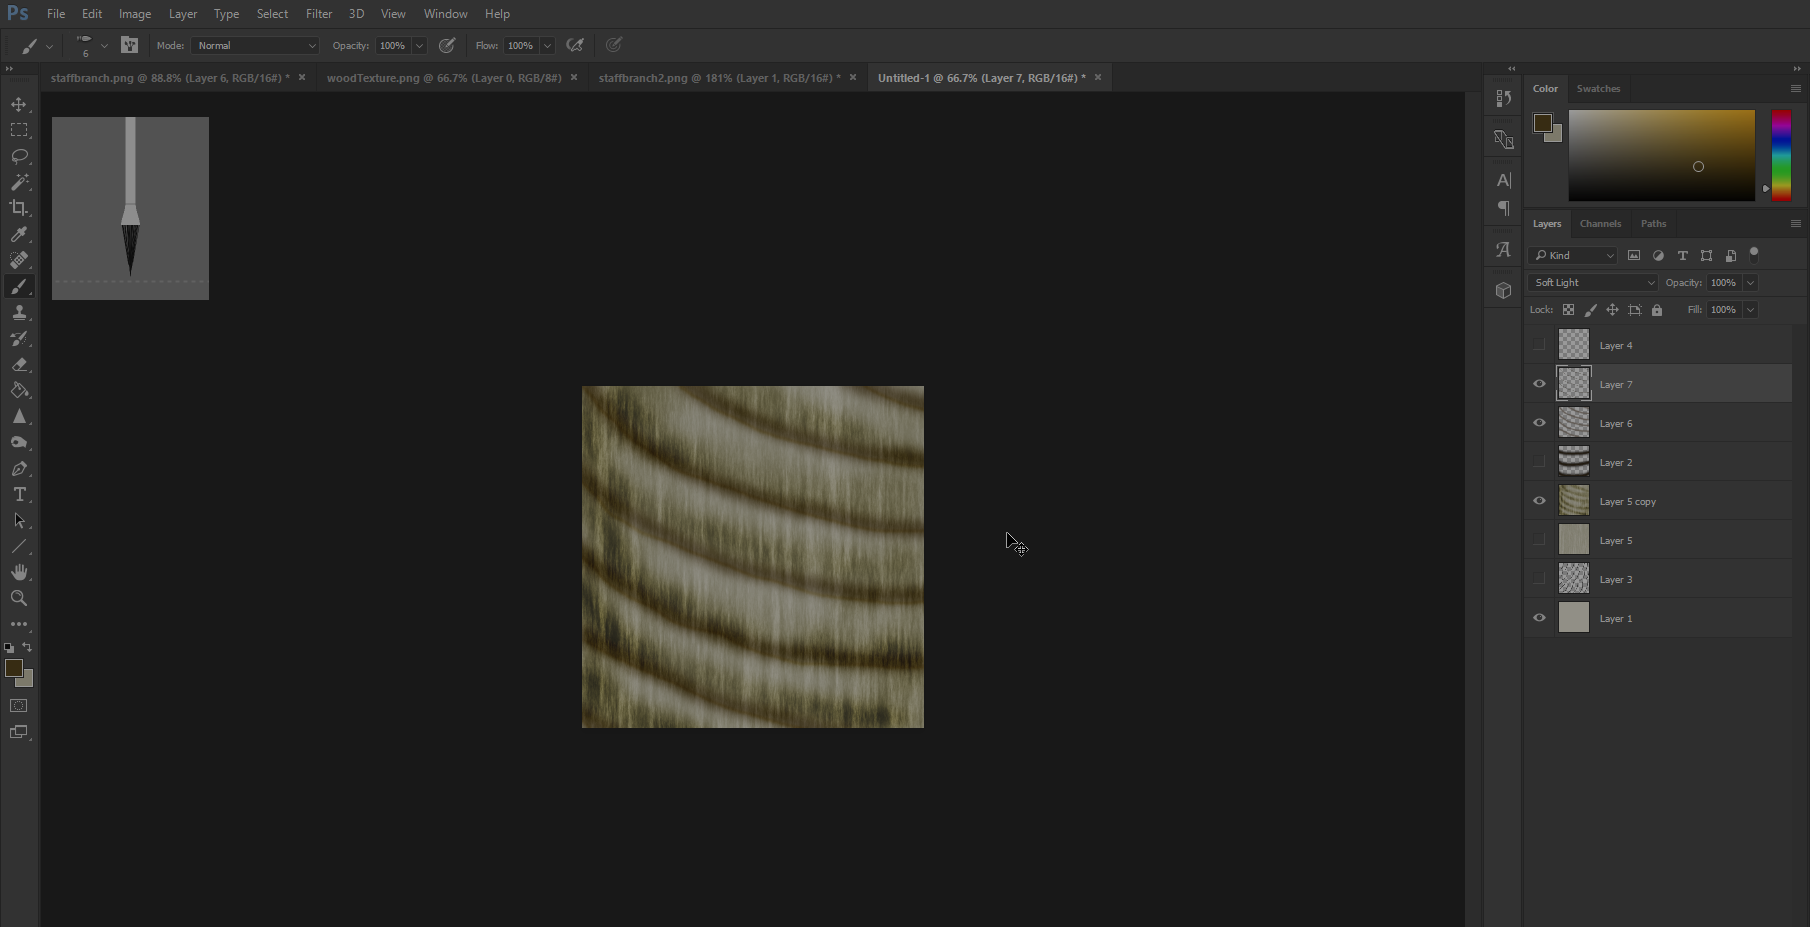 Ps File Edit Image Layer Type Select Filter 3D View Window Help
6 Mode: Normal Opacity: 100% Flow: 100%
staffbranch.png @ 88.8% (Layer 6, RGB/16#) * × woodTexture.png @ 66.7% (Layer 0, RGB/8#) × staffbranch2.png @ 181% (Layer 1, RGB/16#) * × Untitled-1 @ 66.7% (Layer 7, RGB/16#) * ×
Color Swatches
Layers Channels Paths
Kind
Soft Light Opacity: 100%
Lock: Fill: 100%
Layer 4
Layer 7
Layer 6
Layer 2
Layer 5 copy
Layer 5
Layer 3
Layer 1